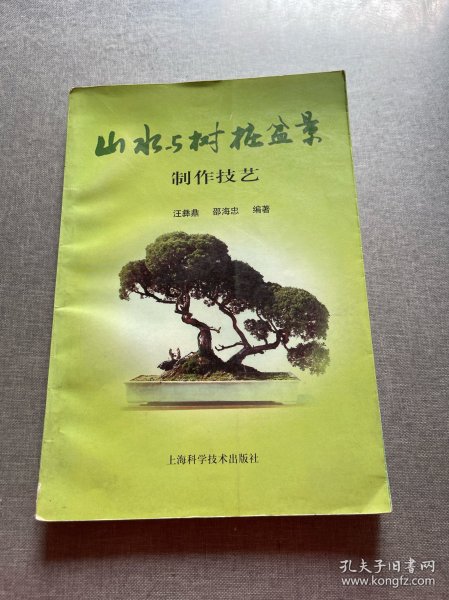 山水与树桩盆景
制作技艺
汪彝鼎 邵海忠 编著
上海科学技术出版社
孔夫子旧书网
www.kongfz.com